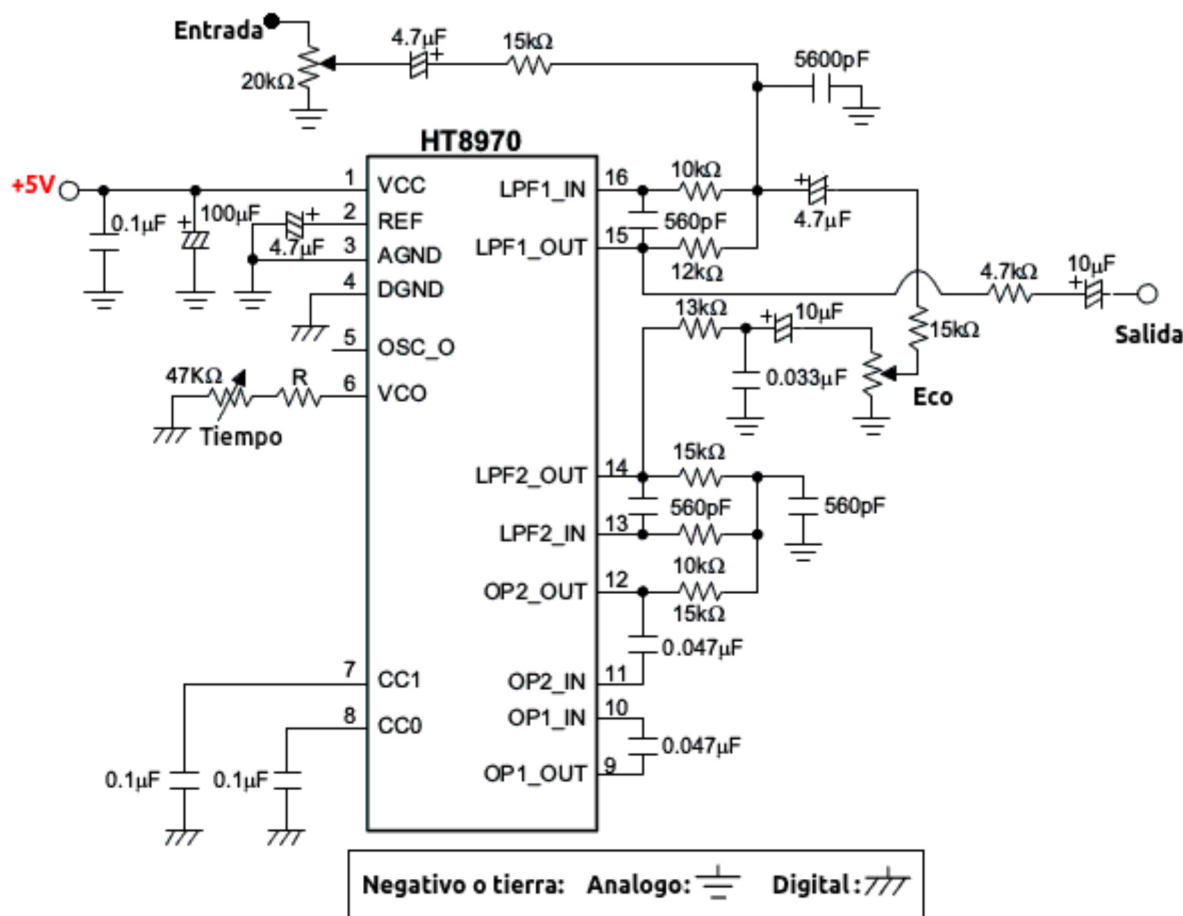 Entrada
4.7μF
+
15kΩ
5600pF
20kΩ
HT8970
+5V
1
VCC
LPF1_IN
16
10kΩ
+
0.1μF
+
100μF
+
2
REF
560pF
4.7μF
4.7μF
3
AGND
LPF1_OUT
15
12kΩ
4
DGND
4.7kΩ
10μF
+
13kΩ
+
10μF
15kΩ
Salida
5
OSC_O
47KΩ
R
6
VCO
0.033μF
Eco
Tiempo
15kΩ
LPF2_OUT
14
560pF
560pF
LPF2_IN
13
10kΩ
OP2_OUT
12
15kΩ
0.047μF
7
CC1
OP2_IN
11
8
CC0
OP1_IN
10
0.047μF
0.1μF
0.1μF
OP1_OUT
9
Negativo o tierra: Analogo: Digital: